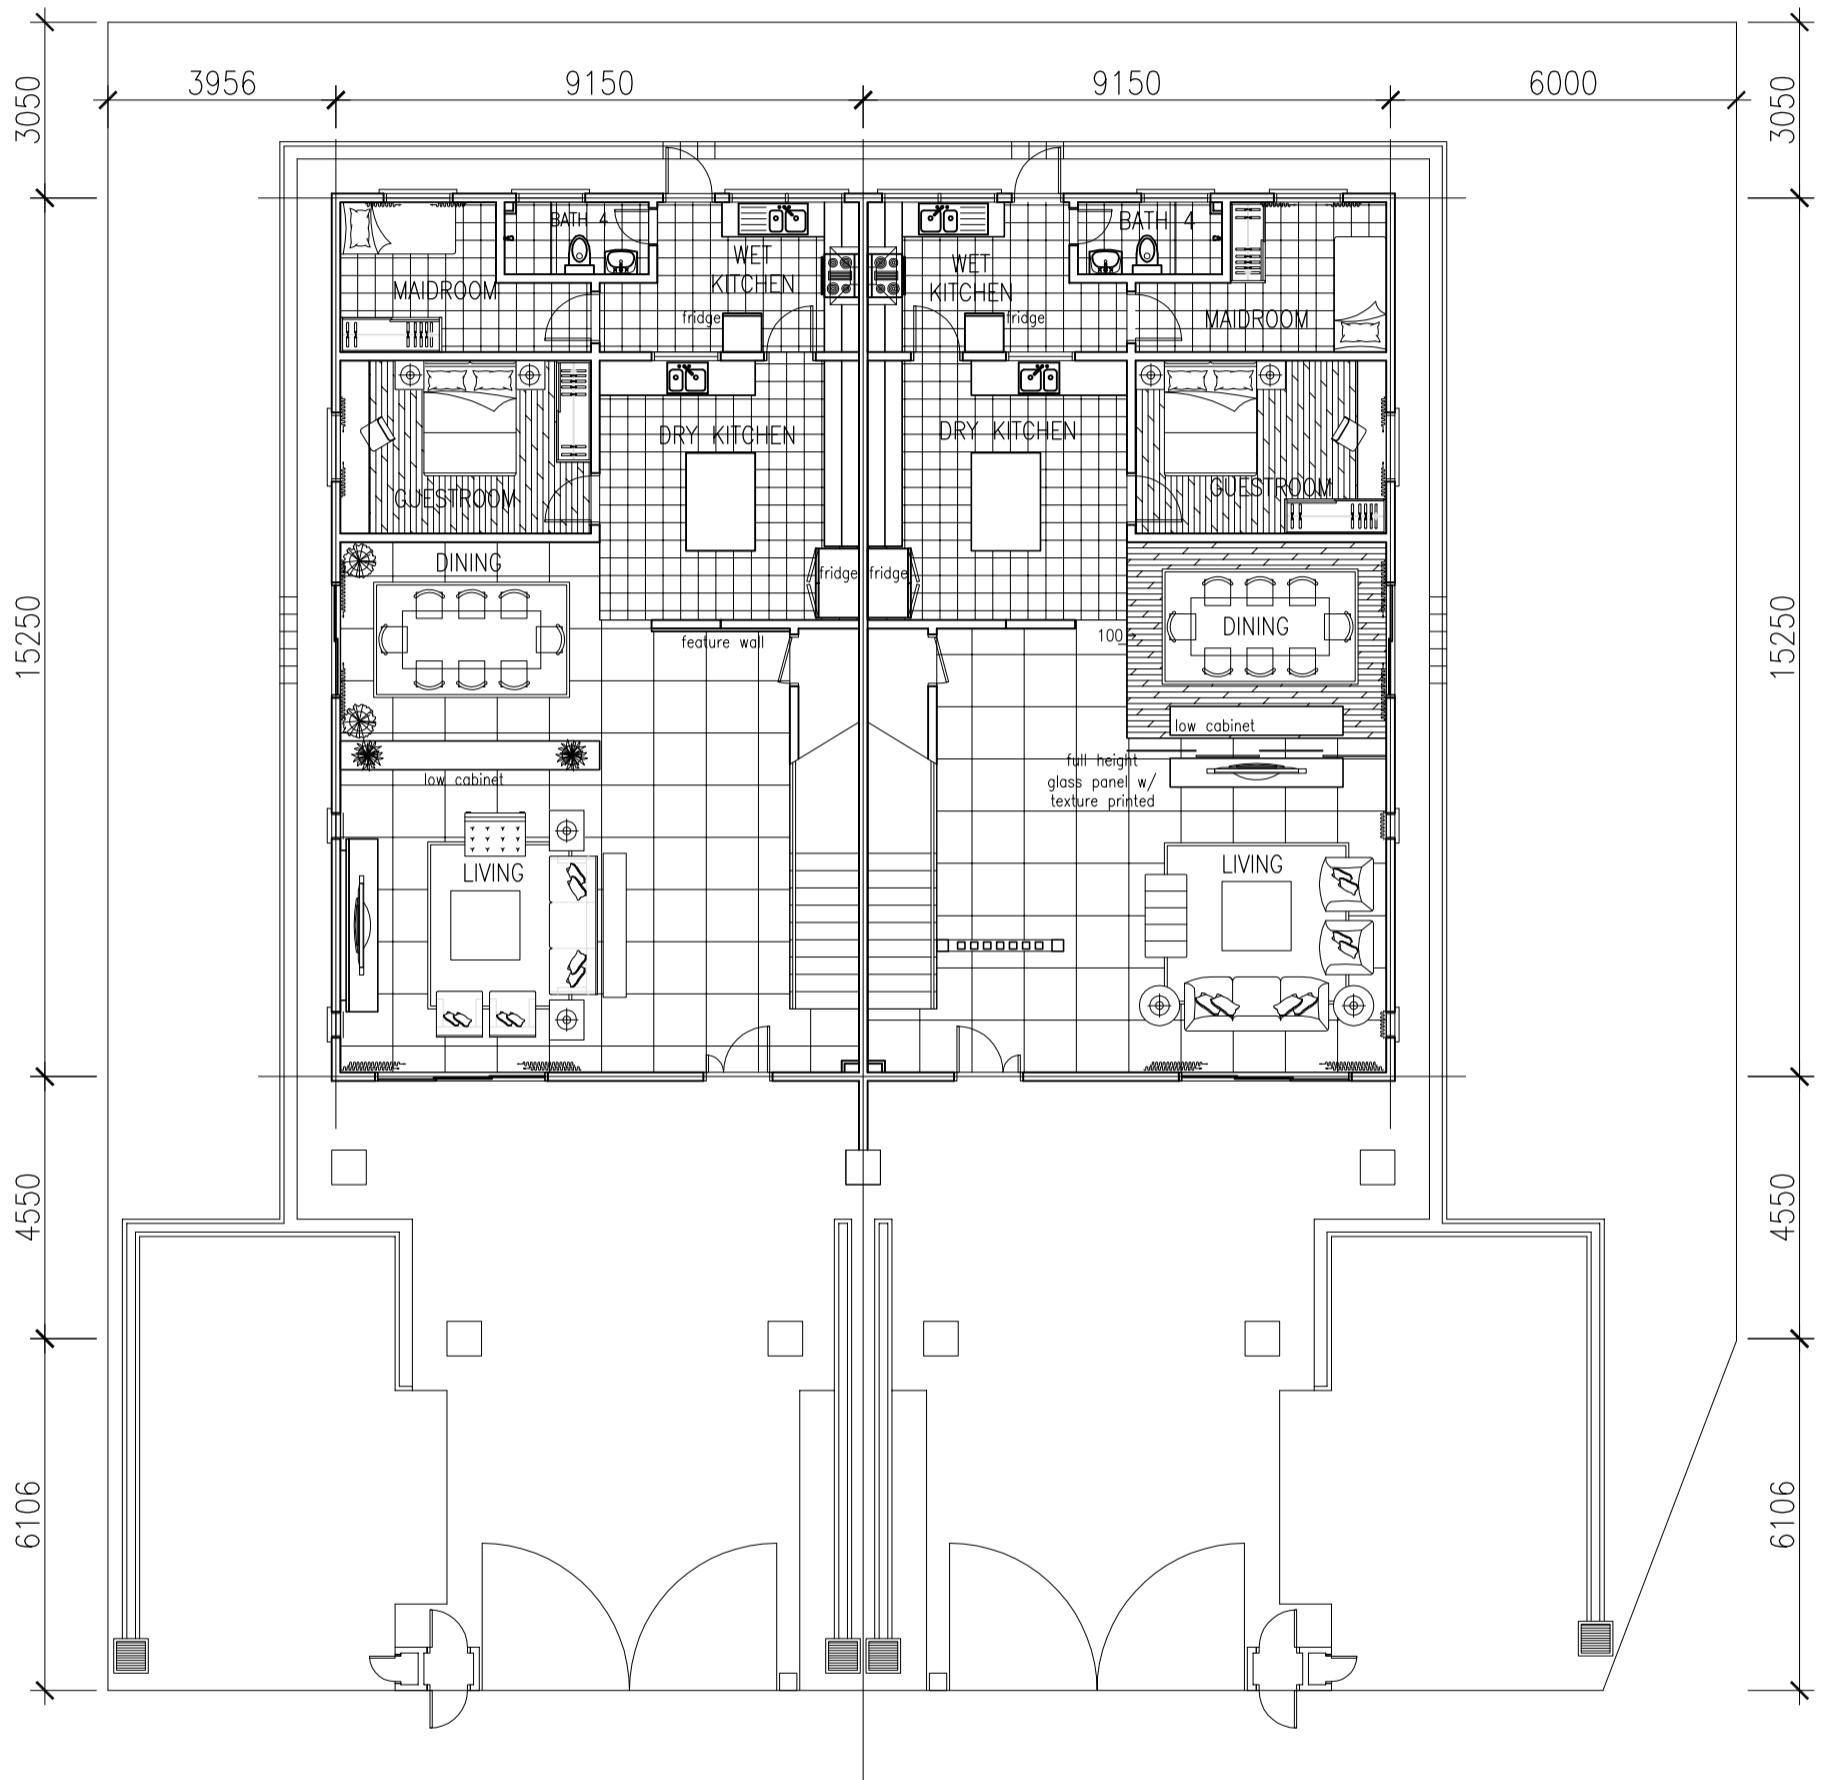 3956
9150
9150
6000
3050
3050
BATH 4
BATH 4
WET
KITCHEN
WET
KITCHEN
MAIDROOM
MAIDROOM
fridge
fridge
DRY KITCHEN
DRY KITCHEN
GUESTROOM
GUESTROOM
DINING
fridge
fridge
15250
15250
feature wall
100
DINING
low cabinet
low cabinet
full height
glass panel w/
texture printed
LIVING
LIVING
4550
4550
6106
6106